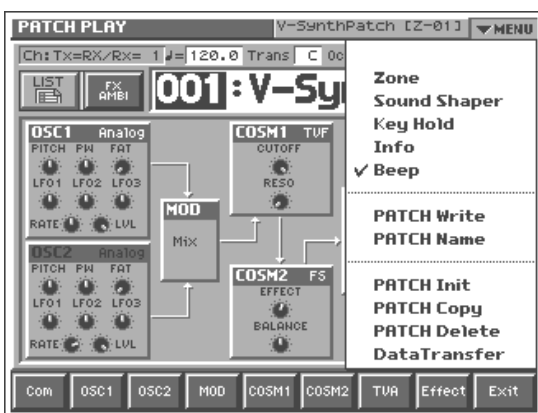 PATCH PLAY
V-SynthPatch [Z-01]
MENU
Ch:Tx=RX/Rx= 1 ♩= 120.0 Trans C Oc
LIST
FX AMBI
001:V-Sy
Zone
Sound Shaper
Key Hold
Info
✓ Beep
PATCH Write
PATCH Name
PATCH Init
PATCH Copy
PATCH Delete
DataTransfer
OSC1 Analog
PITCH PW FAT
LFO1 LFO2 LFO3
RATE LVL
OSC2 Analog
PITCH PW FAT
LFO1 LFO2 LFO3
RATE LVL
MOD
Mix
COSM1 TVF
CUTOFF
RESO
COSM2 FS
EFFECT
BALANCE
Com OSC1 OSC2 MOD COSM1 COSM2 TVA Effect Exit